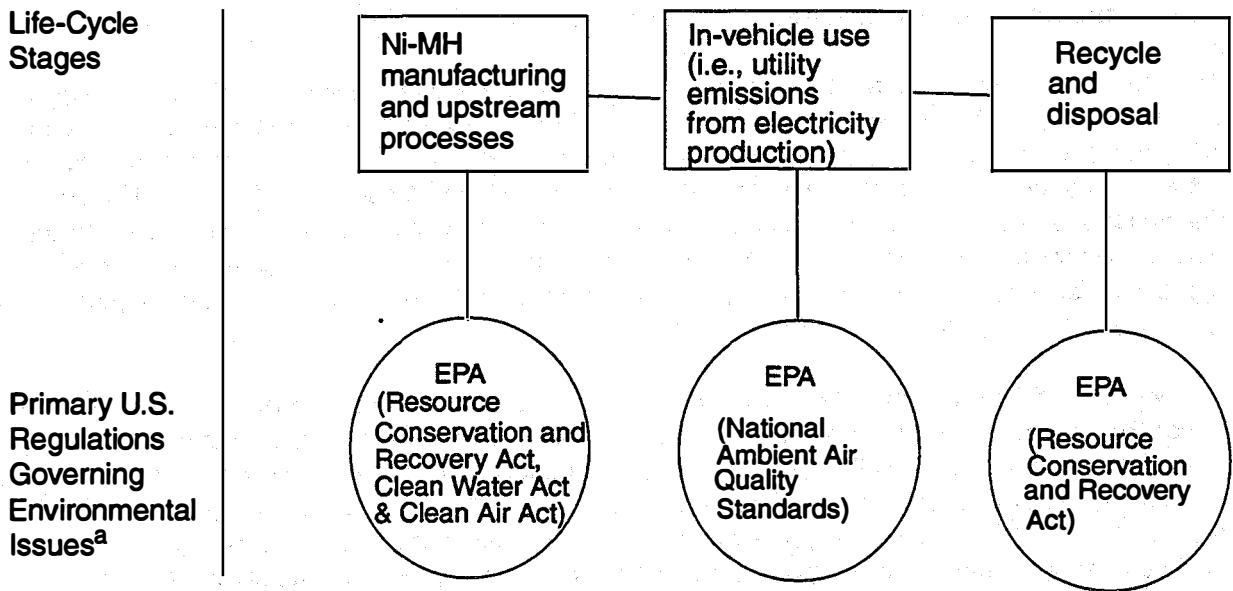 Life-Cycle
Stages
Ni-MH
manufacturing
and upstream
processes
In-vehicle use
(i.e., utility
emissions
from electricity
production)
Recycle
and
disposal
Primary U.S.
Regulations
Governing
Environmental
Issuesa
EPA
(Resource
Conservation and
Recovery Act,
Clean Water Act
& Clean Air Act)
EPA
(National
Ambient Air
Quality
Standards)
EPA
(Resource
Conservation
and Recovery
Act)